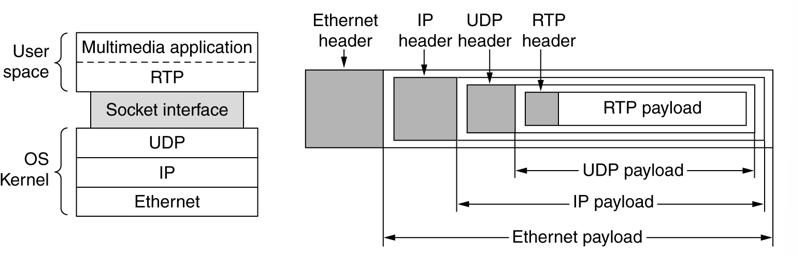 User
space
Multimedia application
RTP
Socket interface
OS
Kernel
UDP
IP
Ethernet
Ethernet
header
IP
header
UDP
header
RTP
header
RTP payload
UDP payload
IP payload
Ethernet payload